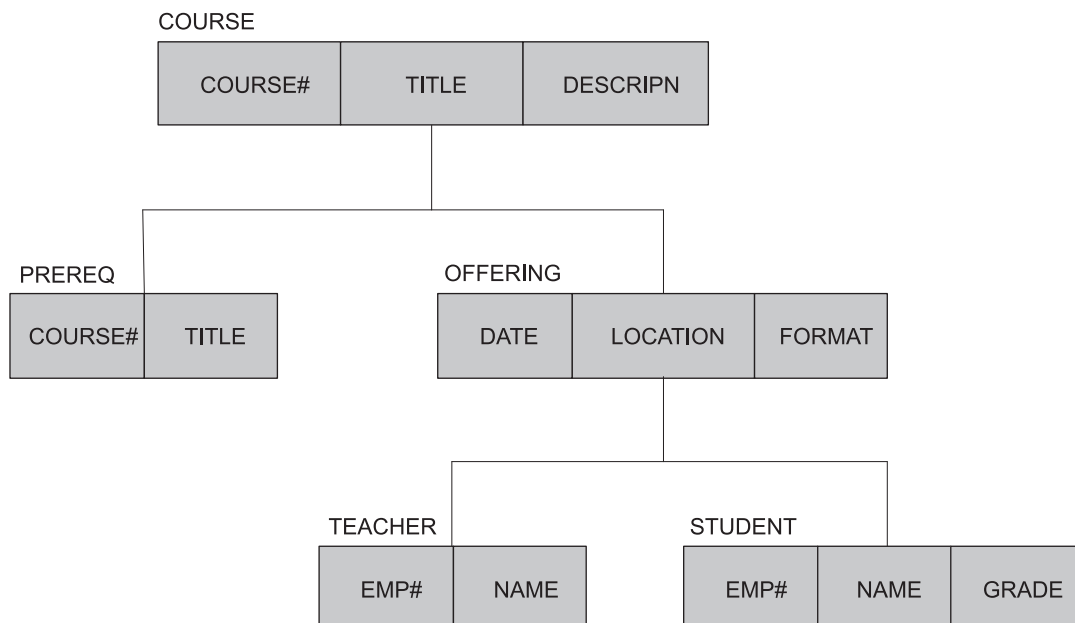 COURSE
COURSE# TITLE DESCRIPN
PREREQ
COURSE# TITLE
OFFERING
DATE LOCATION FORMAT
TEACHER
EMP# NAME
STUDENT
EMP# NAME GRADE